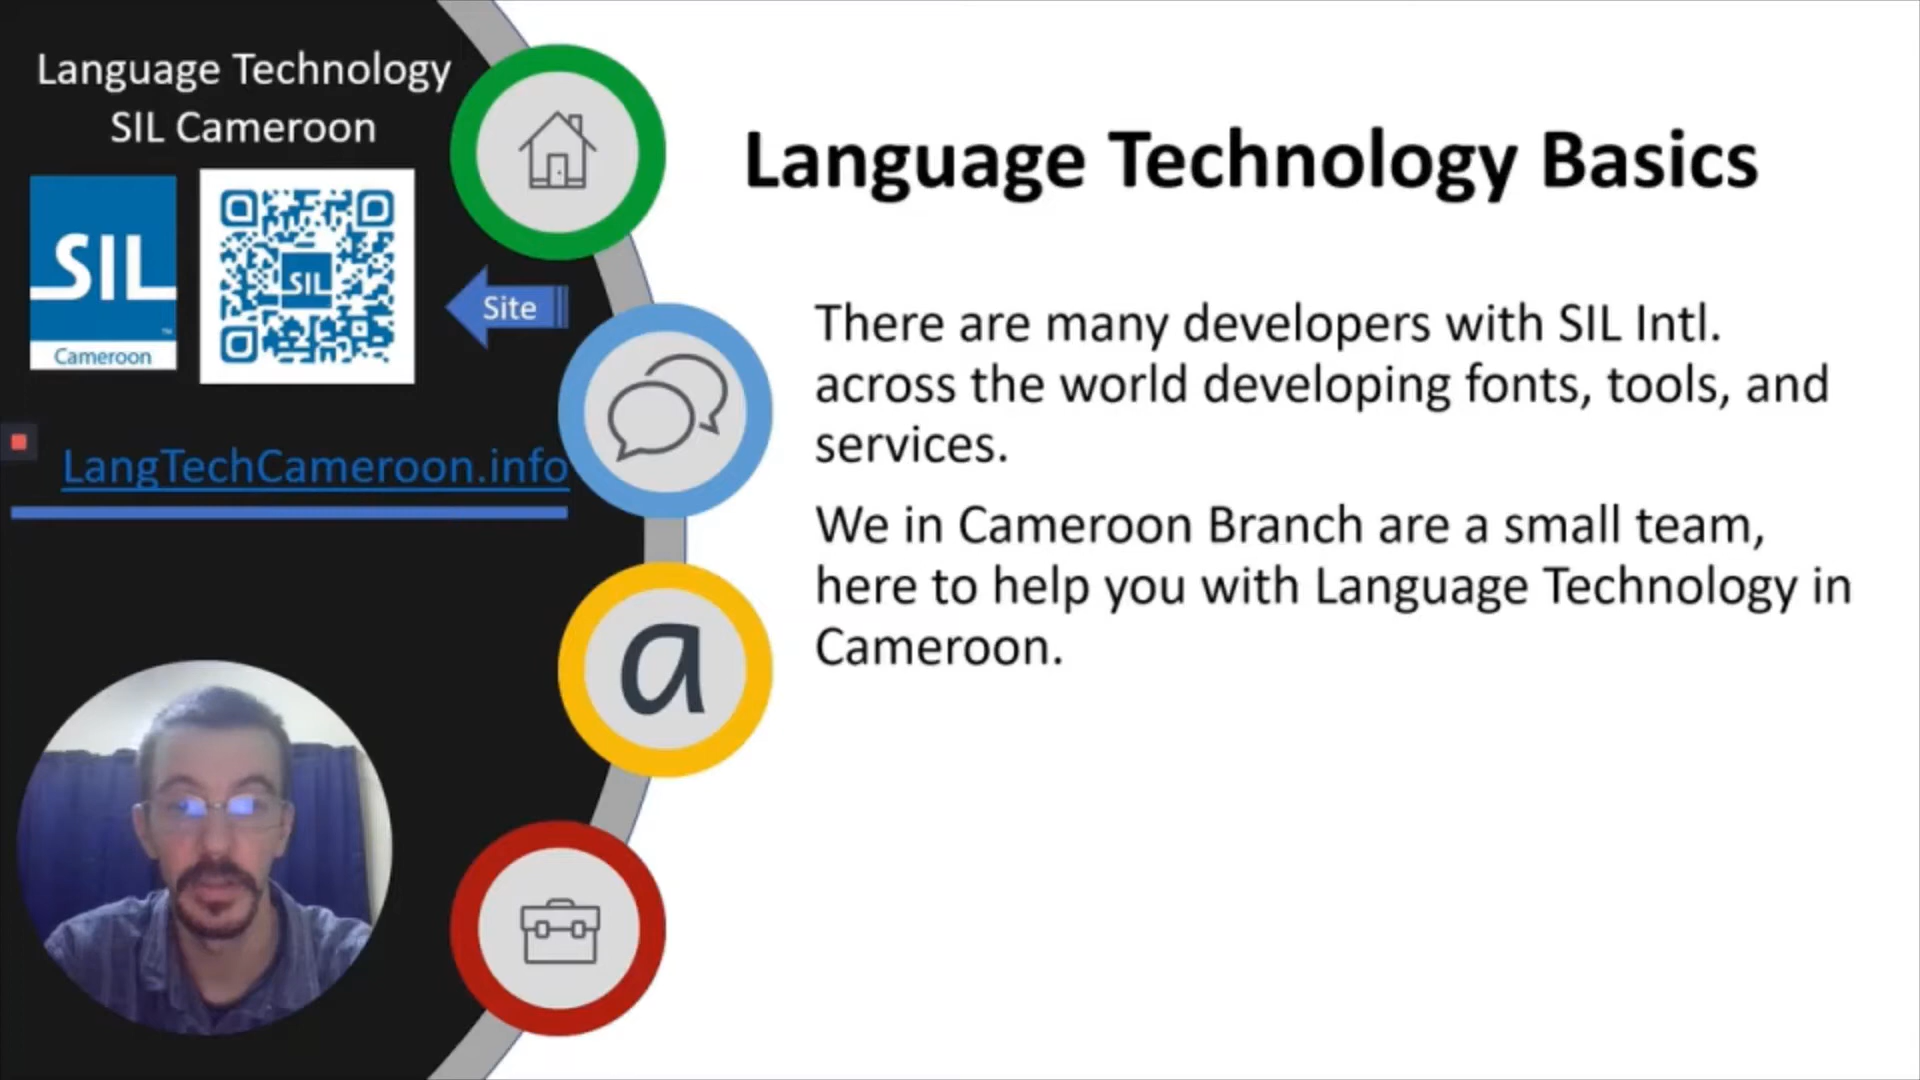 Language Technology
SIL Cameroon
SIL
™
Cameroon
SIL
Site
LangTechCameroon.info
a
Language Technology Basics
There are many developers with SIL Intl.
across the world developing fonts, tools, and
services.
We in Cameroon Branch are a small team,
here to help you with Language Technology in
Cameroon.